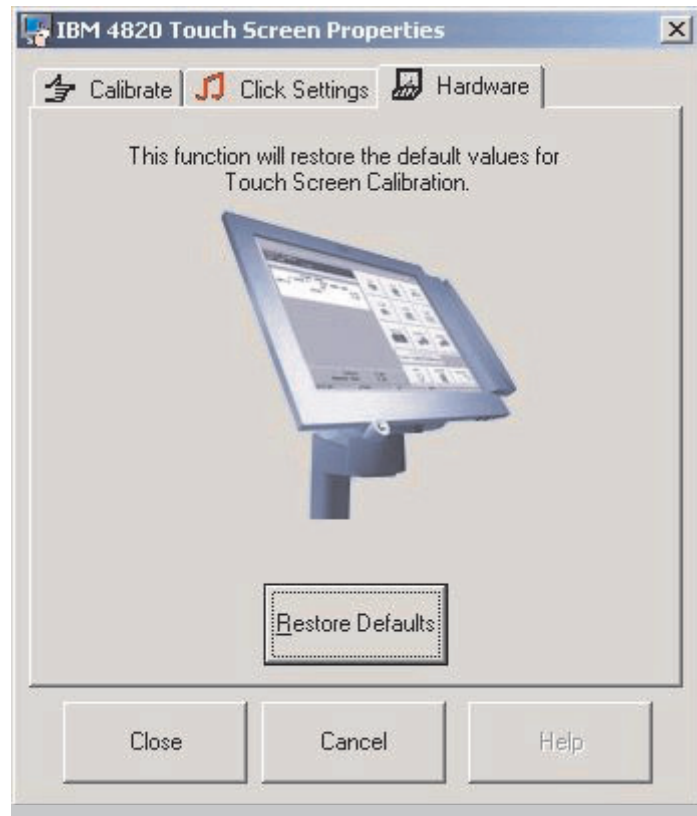 IBM 4820 Touch Screen Properties
Calibrate
Click Settings
Hardware
This function will restore the default values for
Touch Screen Calibration.
Restore Defaults
Close
Cancel
Help